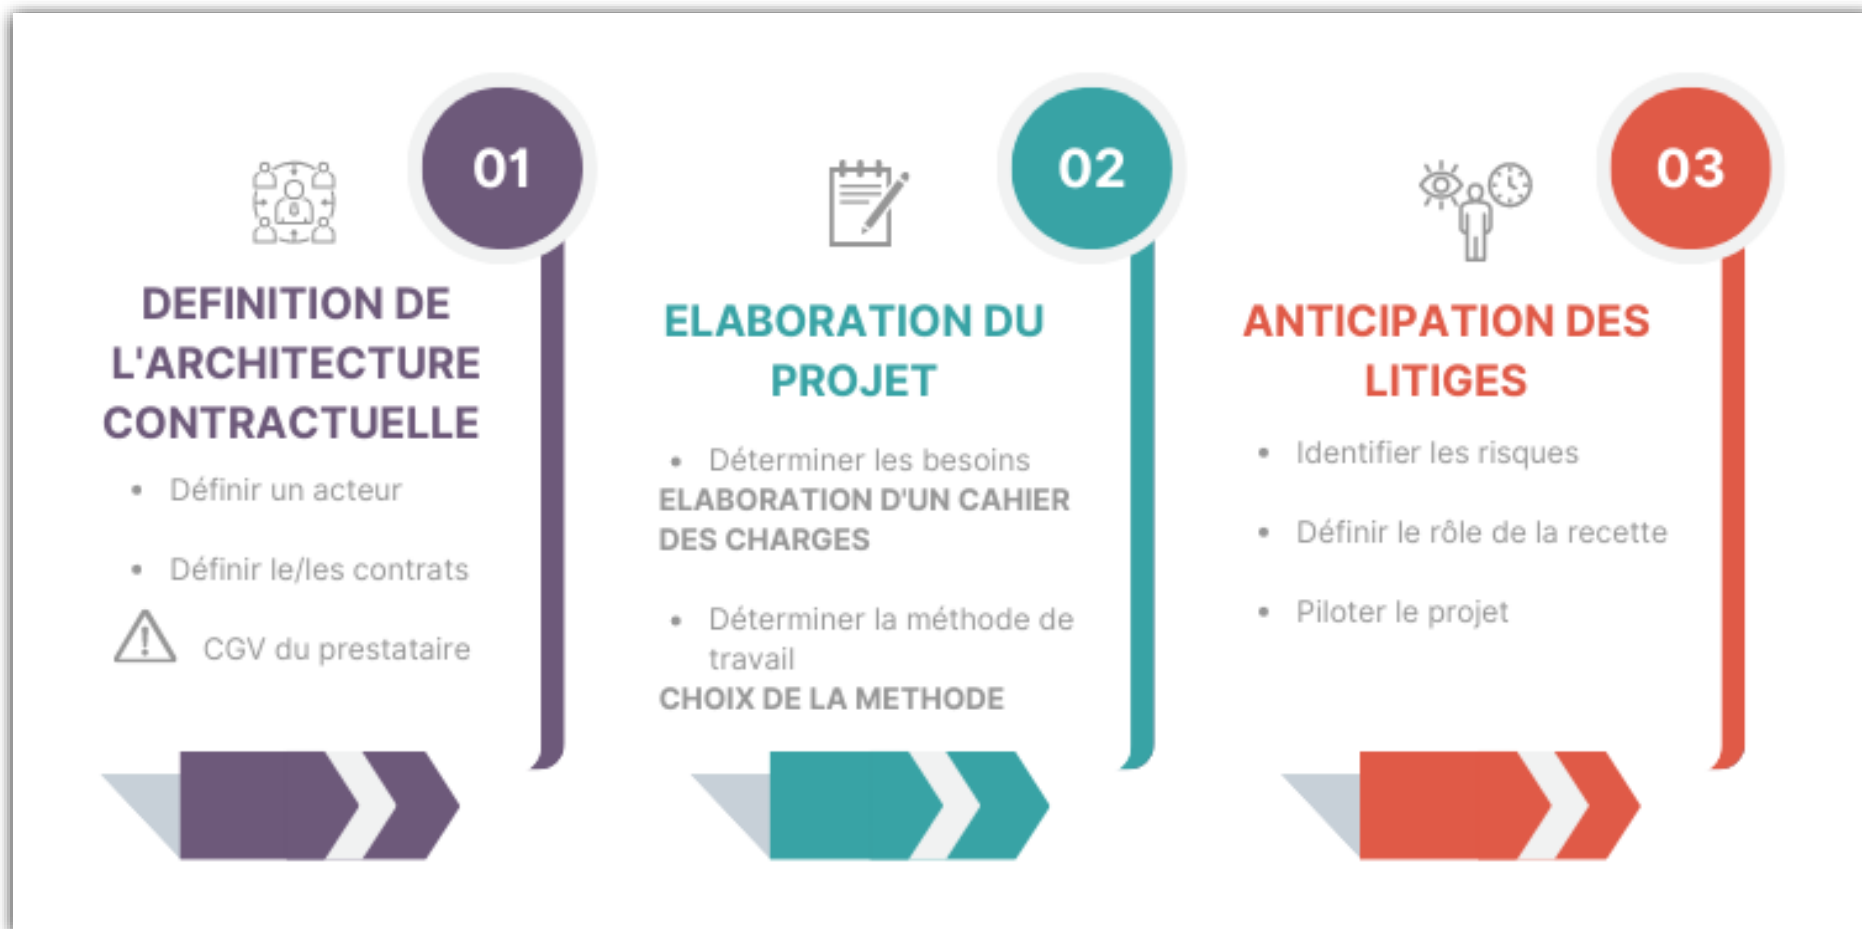 01
DEFINITION DE
L'ARCHITECTURE
CONTRACTUELLE
• Définir un acteur
• Définir le/les contrats
CGV du prestataire
02
ELABORATION DU
PROJET
• Déterminer les besoins
ELABORATION D'UN CAHIER
DES CHARGES
• Déterminer la méthode de
travail
CHOIX DE LA METHODE
03
ANTICIPATION DES
LITIGES
• Identifier les risques
• Définir le rôle de la recette
• Piloter le projet